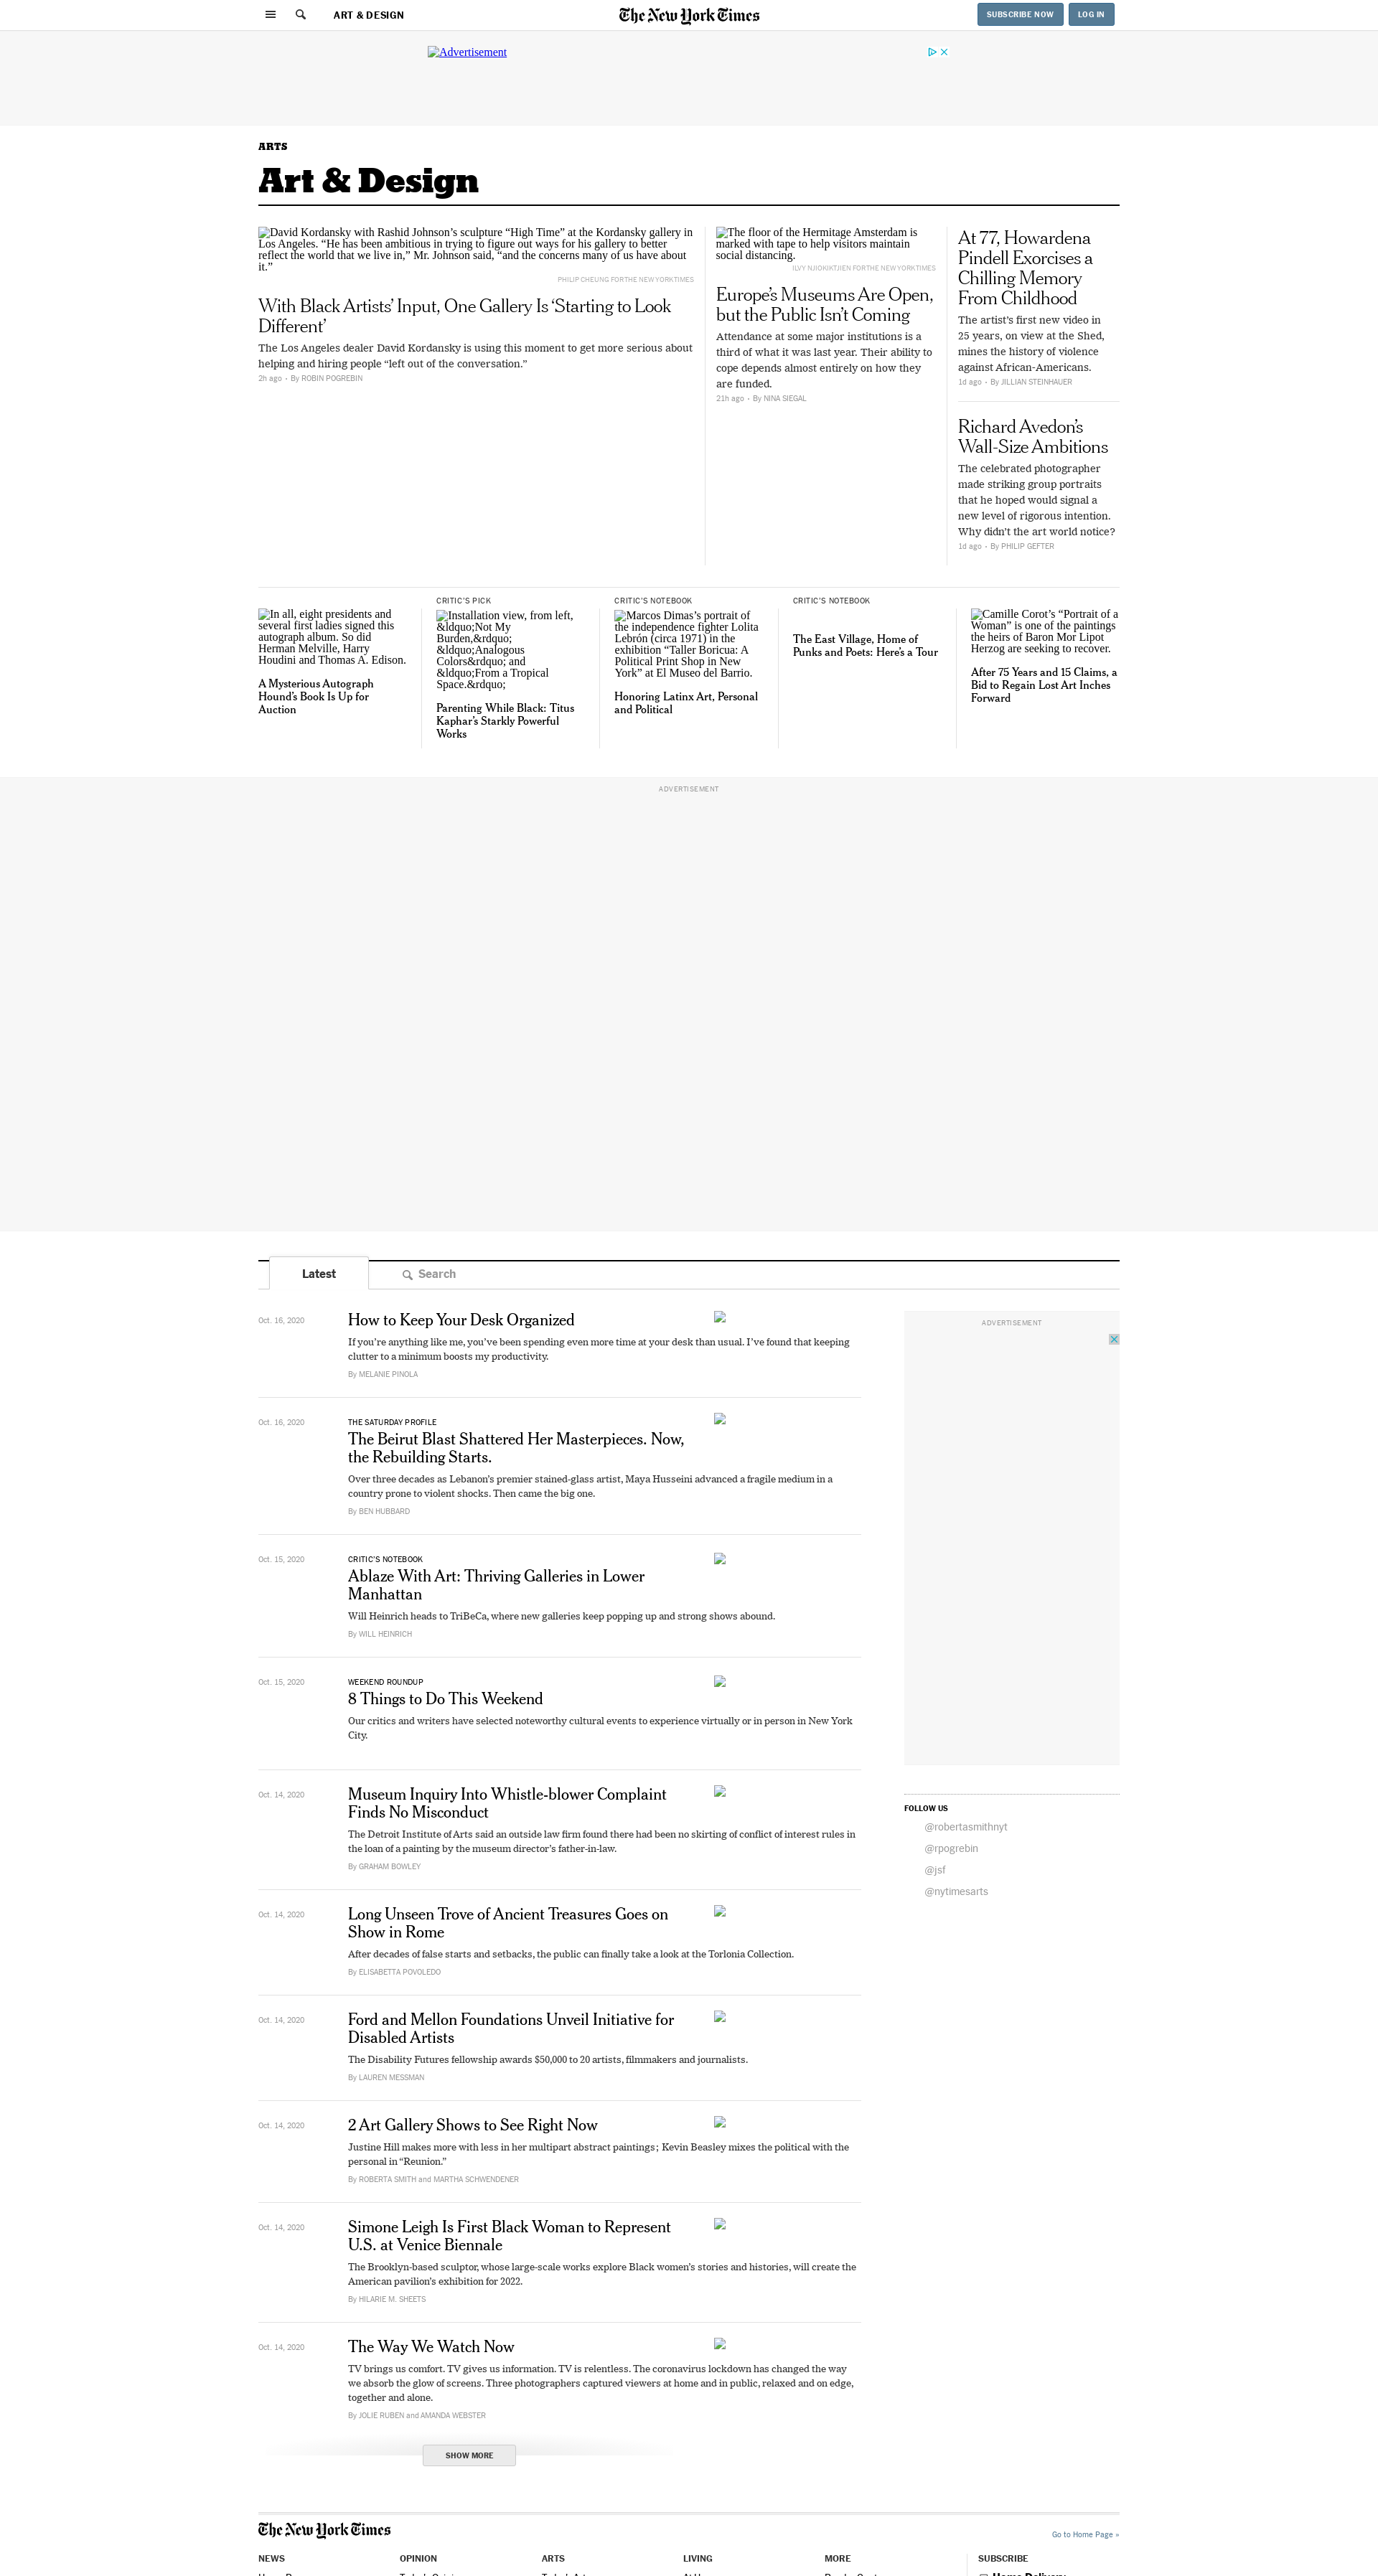 ART & DESIGN
The New York Times
SUBSCRIBE NOW
LOG IN
Advertisement
ARTS
Art & Design
David Kordansky with Rashid Johnson’s sculpture “High Time” at the Kordansky gallery in
Los Angeles. “He has been ambitious in trying to figure out ways for his gallery to better
reflect the world that we live in,” Mr. Johnson said, “and the concerns many of us have about
it.”
PHILIP CHEUNG FOR THE NEW YORK TIMES
With Black Artists’ Input, One Gallery Is ‘Starting to Look
Different’
The Los Angeles dealer David Kordansky is using this moment to get more serious about
helping and hiring people “left out of the conversation.”
2h ago • By ROBIN POGREBIN
The floor of the Hermitage Amsterdam is
marked with tape to help visitors maintain
social distancing.
ILVY NJIOKIKTJIEN FOR THE NEW YORK TIMES
Europe’s Museums Are Open,
but the Public Isn’t Coming
Attendance at some major institutions is a
third of what it was last year. Their ability to
cope depends almost entirely on how they
are funded.
21h ago • By NINA SIEGAL
At 77, Howardena
Pindell Exorcises a
Chilling Memory
From Childhood
The artist’s first new video in
25 years, on view at the Shed,
mines the history of violence
against African-Americans.
1d ago • By JILLIAN STEINHAUER
Richard Avedon’s
Wall-Size Ambitions
The celebrated photographer
made striking group portraits
that he hoped would signal a
new level of rigorous intention.
Why didn’t the art world notice?
1d ago • By PHILIP GEFTER
In all, eight presidents and
several first ladies signed this
autograph album. So did
Herman Melville, Harry
Houdini and Thomas A. Edison.
A Mysterious Autograph
Hound’s Book Is Up for
Auction
CRITIC’S PICK
Installation view, from left,
&ldquo;Not My
Burden,&rdquo;
&ldquo;Analogous
Colors&rdquo; and
&ldquo;From a Tropical
Space.&rdquo;
Parenting While Black: Titus
Kaphar’s Starkly Powerful
Works
CRITIC’S NOTEBOOK
Marcos Dimas’s portrait of
the independence fighter Lolita
Lebrón (circa 1971) in the
exhibition “Taller Boricua: A
Political Print Shop in New
York” at El Museo del Barrio.
Honoring Latinx Art, Personal
and Political
CRITIC’S NOTEBOOK
The East Village, Home of
Punks and Poets: Here’s a Tour
Camille Corot’s “Portrait of a
Woman” is one of the paintings
the heirs of Baron Mor Lipot
Herzog are seeking to recover.
After 75 Years and 15 Claims, a
Bid to Regain Lost Art Inches
Forward
ADVERTISEMENT
Latest
Search
Oct. 16, 2020
How to Keep Your Desk Organized
If you’re anything like me, you’ve been spending even more time at your desk than usual. I’ve found that keeping
clutter to a minimum boosts my productivity.
By MELANIE PINOLA
Oct. 16, 2020
THE SATURDAY PROFILE
The Beirut Blast Shattered Her Masterpieces. Now,
the Rebuilding Starts.
Over three decades as Lebanon’s premier stained-glass artist, Maya Husseini advanced a fragile medium in a
country prone to violent shocks. Then came the big one.
By BEN HUBBARD
Oct. 15, 2020
CRITIC’S NOTEBOOK
Ablaze With Art: Thriving Galleries in Lower
Manhattan
Will Heinrich heads to TriBeCa, where new galleries keep popping up and strong shows abound.
By WILL HEINRICH
Oct. 15, 2020
WEEKEND ROUNDUP
8 Things to Do This Weekend
Our critics and writers have selected noteworthy cultural events to experience virtually or in person in New York
City.
Oct. 14, 2020
Museum Inquiry Into Whistle-blower Complaint
Finds No Misconduct
The Detroit Institute of Arts said an outside law firm found there had been no skirting of conflict of interest rules in
the loan of a painting by the museum director’s father-in-law.
By GRAHAM BOWLEY
Oct. 14, 2020
Long Unseen Trove of Ancient Treasures Goes on
Show in Rome
After decades of false starts and setbacks, the public can finally take a look at the Torlonia Collection.
By ELISABETTA POVOLEDO
Oct. 14, 2020
Ford and Mellon Foundations Unveil Initiative for
Disabled Artists
The Disability Futures fellowship awards $50,000 to 20 artists, filmmakers and journalists.
By LAUREN MESSMAN
Oct. 14, 2020
2 Art Gallery Shows to See Right Now
Justine Hill makes more with less in her multipart abstract paintings; Kevin Beasley mixes the political with the
personal in “Reunion.”
By ROBERTA SMITH and MARTHA SCHWENDENER
Oct. 14, 2020
Simone Leigh Is First Black Woman to Represent
U.S. at Venice Biennale
The Brooklyn-based sculptor, whose large-scale works explore Black women’s stories and histories, will create the
American pavilion’s exhibition for 2022.
By HILARIE M. SHEETS
Oct. 14, 2020
The Way We Watch Now
TV brings us comfort. TV gives us information. TV is relentless. The coronavirus lockdown has changed the way
we absorb the glow of screens. Three photographers captured viewers at home and in public, relaxed and on edge,
together and alone.
By JOLIE RUBEN and AMANDA WEBSTER
SHOW MORE
ADVERTISEMENT
FOLLOW US
@robertasmithnyt
@rpogrebin
@jsf
@nytimesarts
The New York Times
Go to Home Page »
NEWS
OPINION
ARTS
LIVING
MORE
SUBSCRIBE